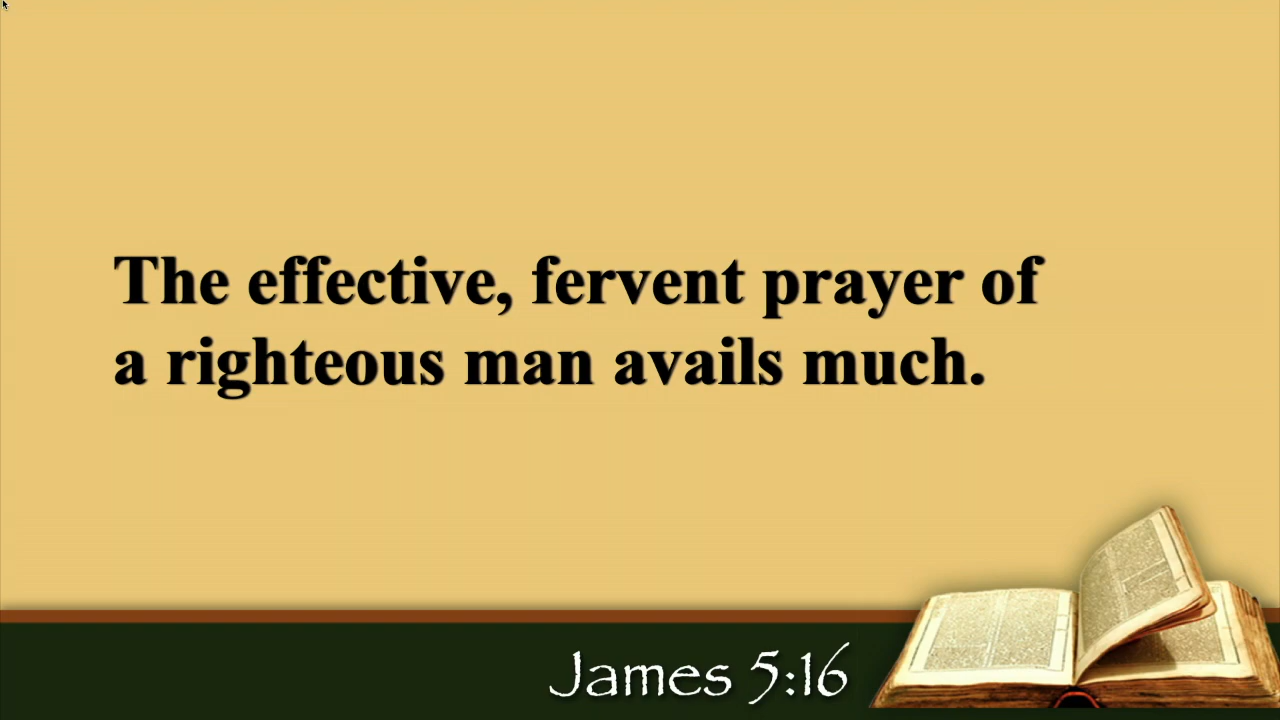 The effective, fervent prayer of
a righteous man avails much.
James 5:16